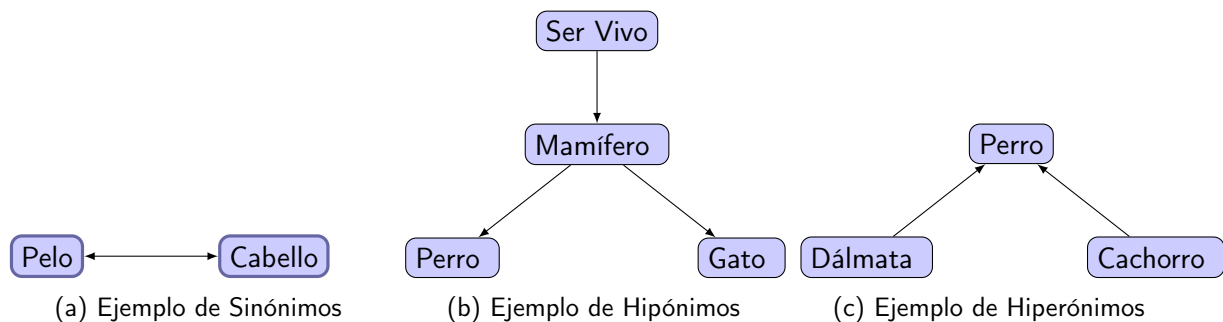 Ser Vivo
Mamífero
Perro
Pelo
Cabello
Perro
Gato
Dálmata
Cachorro
(a) Ejemplo de Sinónimos
(b) Ejemplo de Hipónimos
(c) Ejemplo de Hiperónimos